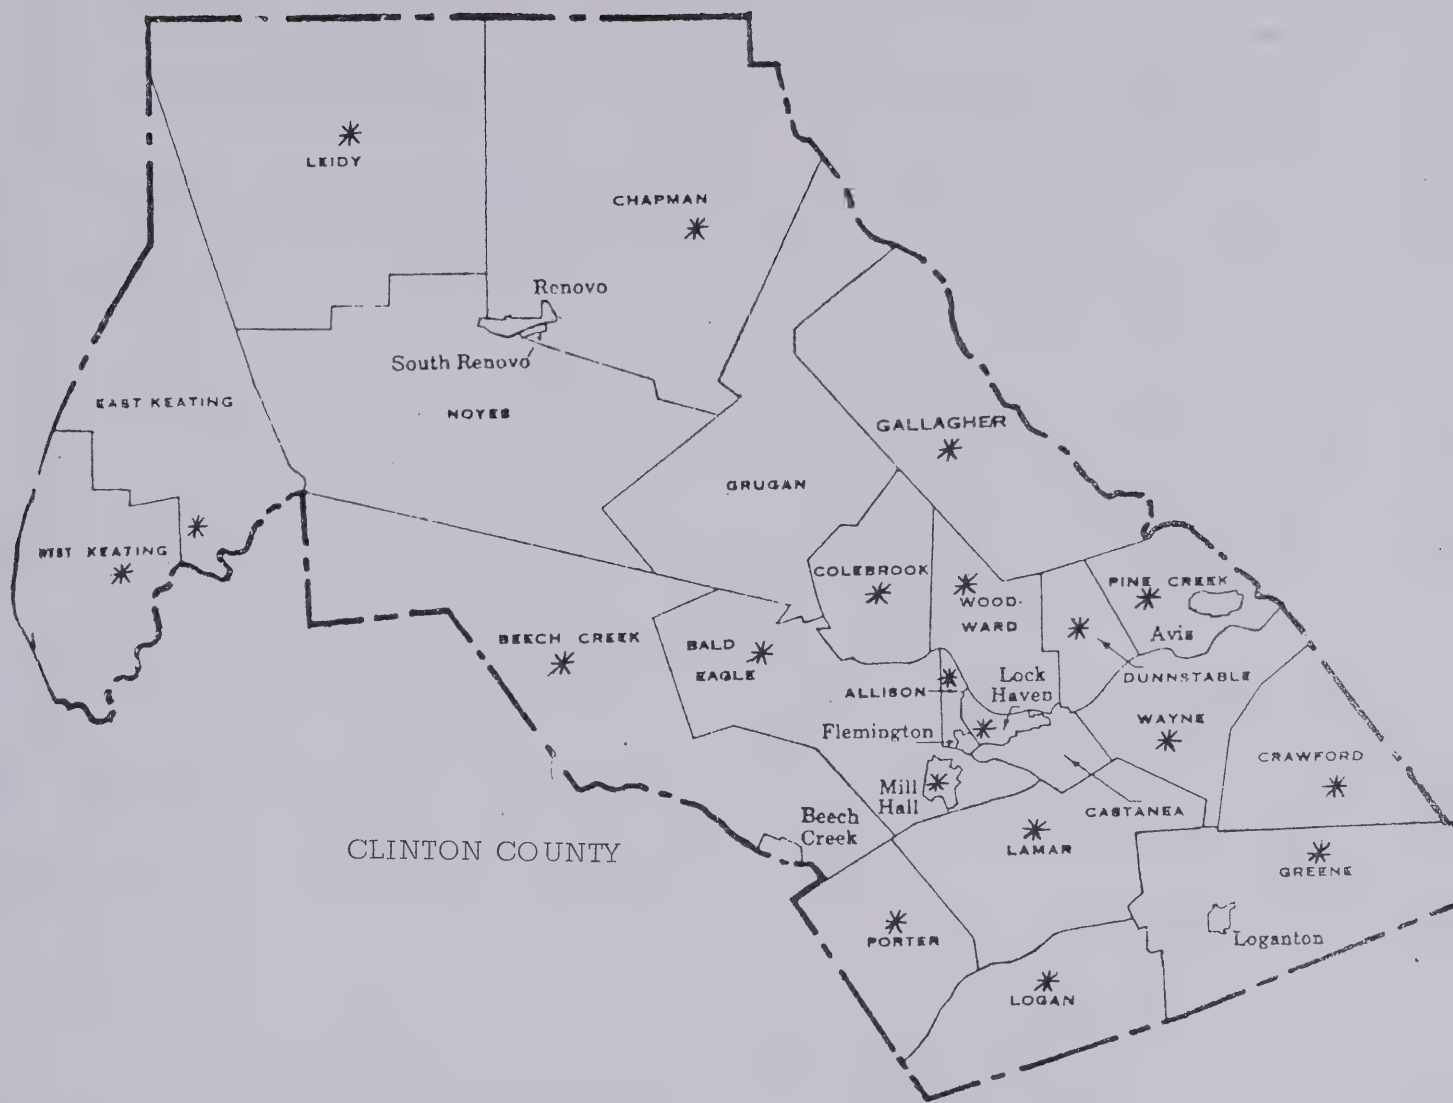 LEIDY
CHAPMAN
Renovo
South Renovo
EAST KEATING
NOYES
GALLAGHER
GRUGAN
WEST KEATING
COLEBROOK
PINE CREEK
WOOD-
WARD
BEECH CREEK
BALD
EAGLE
Avis
DUNNSTABLE
Lock
Haven
ALLISON
WAYNE
Flemington
CRAWFORD
Mill
Hall
CASTANEA
Beech
Creek
LAMAR
CLINTON COUNTY
GREENE
PORTER
Loganton
LOGAN